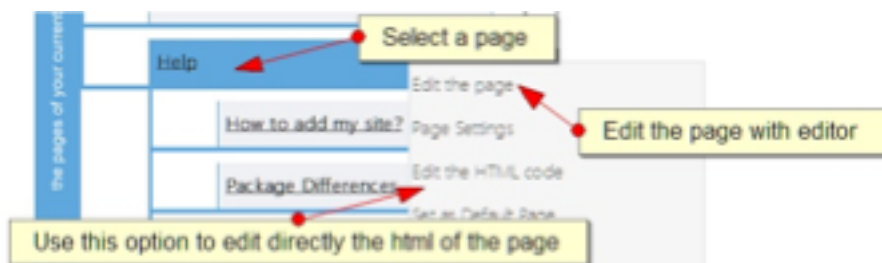 the pages of your current
Select a page
Help
Edit the page
How to add my site?
Page Settings
Edit the page with editor
Edit the HTML code
Package Differences
Set as Default Page
Use this option to edit directly the html of the page